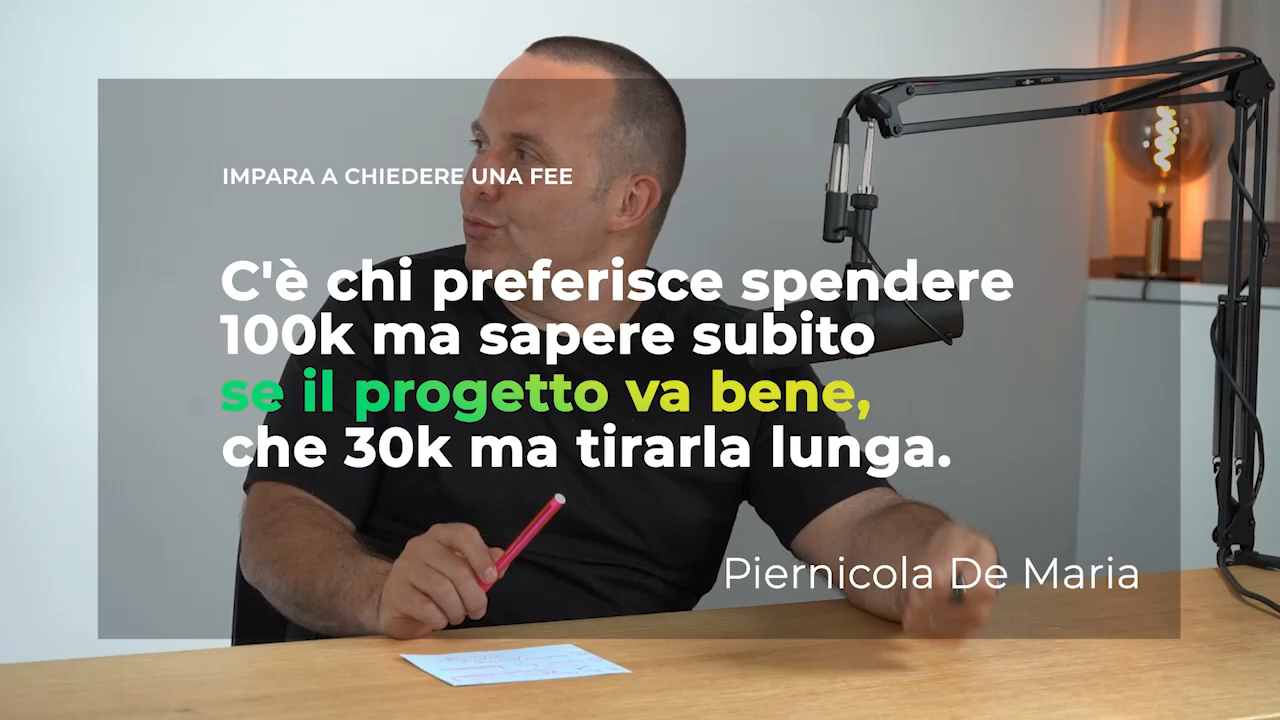 IMPARA A CHIEDERE UNA FEE
C'è chi preferisce spendere
100k ma sapere subito
se il progetto va bene,
che 30k ma tirarla lunga.
Piernicola De Maria